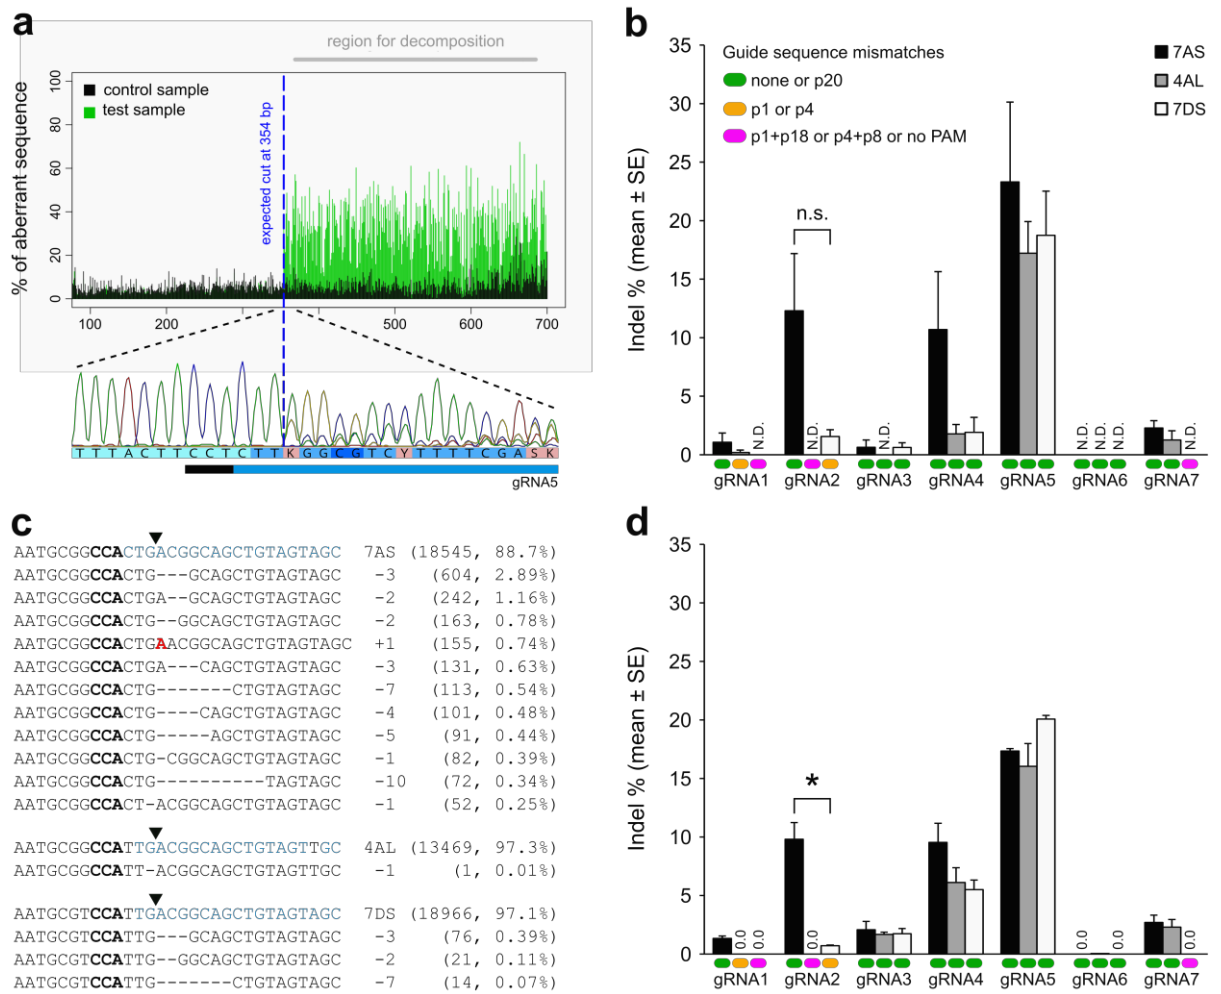 a
region for decomposition
% of aberrant sequence
100
80
60
40
20
0
control sample
test sample
expected cut at 354 bp
100
200
500
600
700
T T T A C T T C C T C T T K G G C G T C Y T T T T C G A S K
gRNA5
b
Indel % (mean ± SE)
35
30
25
20
15
10
5
0
Guide sequence mismatches
none or p20
p1 or p4
p1+p18 or p4+p8 or no PAM
7AS
4AL
7DS
n.s.
N.D.
N.D.
N.D.
N.D.
N.D.
N.D.
N.D.
gRNA1 gRNA2 gRNA3 gRNA4 gRNA5 gRNA6 gRNA7
c
AATGCGGCCACTGACGGCAGCTGTAGTAGC 7AS (18545, 88.7%)
AATGCGGCCACTG---GCAGCTGTAGTAGC -3 (604, 2.89%)
AATGCGGCCACTGA--GCAGCTGTAGTAGC -2 (242, 1.16%)
AATGCGGCCACTG--GGCAGCTGTAGTAGC -2 (163, 0.78%)
AATGCGGCCACTGAACGGCAGCTGTAGTAGC +1 (155, 0.74%)
AATGCGGCCACTGA---CAGCTGTAGTAGC -3 (131, 0.63%)
AATGCGGCCACTG-------CTGTAGTAGC -7 (113, 0.54%)
AATGCGGCCACTG----CAGCTGTAGTAGC -4 (101, 0.48%)
AATGCGGCCACTG-----AGCTGTAGTAGC -5 (91, 0.44%)
AATGCGGCCACTG-CGGCAGCTGTAGTAGC -1 (82, 0.39%)
AATGCGGCCACTG----------TAGTAGC -10 (72, 0.34%)
AATGCGGCCACT-ACGGCAGCTGTAGTAGC -1 (52, 0.25%)
AATGCGGCCATTGACGGCAGCTGTAGTTGC 4AL (13469, 97.3%)
AATGCGGCCATT-ACGGCAGCTGTAGTTGC -1 (1, 0.01%)
AATGCGTCCATTGACGGCAGCTGTAGTAGC 7DS (18966, 97.1%)
AATGCGTCCATTG---GCAGCTGTAGTAGC -3 (76, 0.39%)
AATGCGTCCATTG--GGCAGCTGTAGTAGC -2 (21, 0.11%)
AATGCGTCCATTG-------CTGTAGTAGC -7 (14, 0.07%)
d
Indel % (mean ± SE)
35
30
25
20
15
10
5
0
*
0.0
0.0
0.0
0.0
0.0
0.0
gRNA1 gRNA2 gRNA3 gRNA4 gRNA5 gRNA6 gRNA7